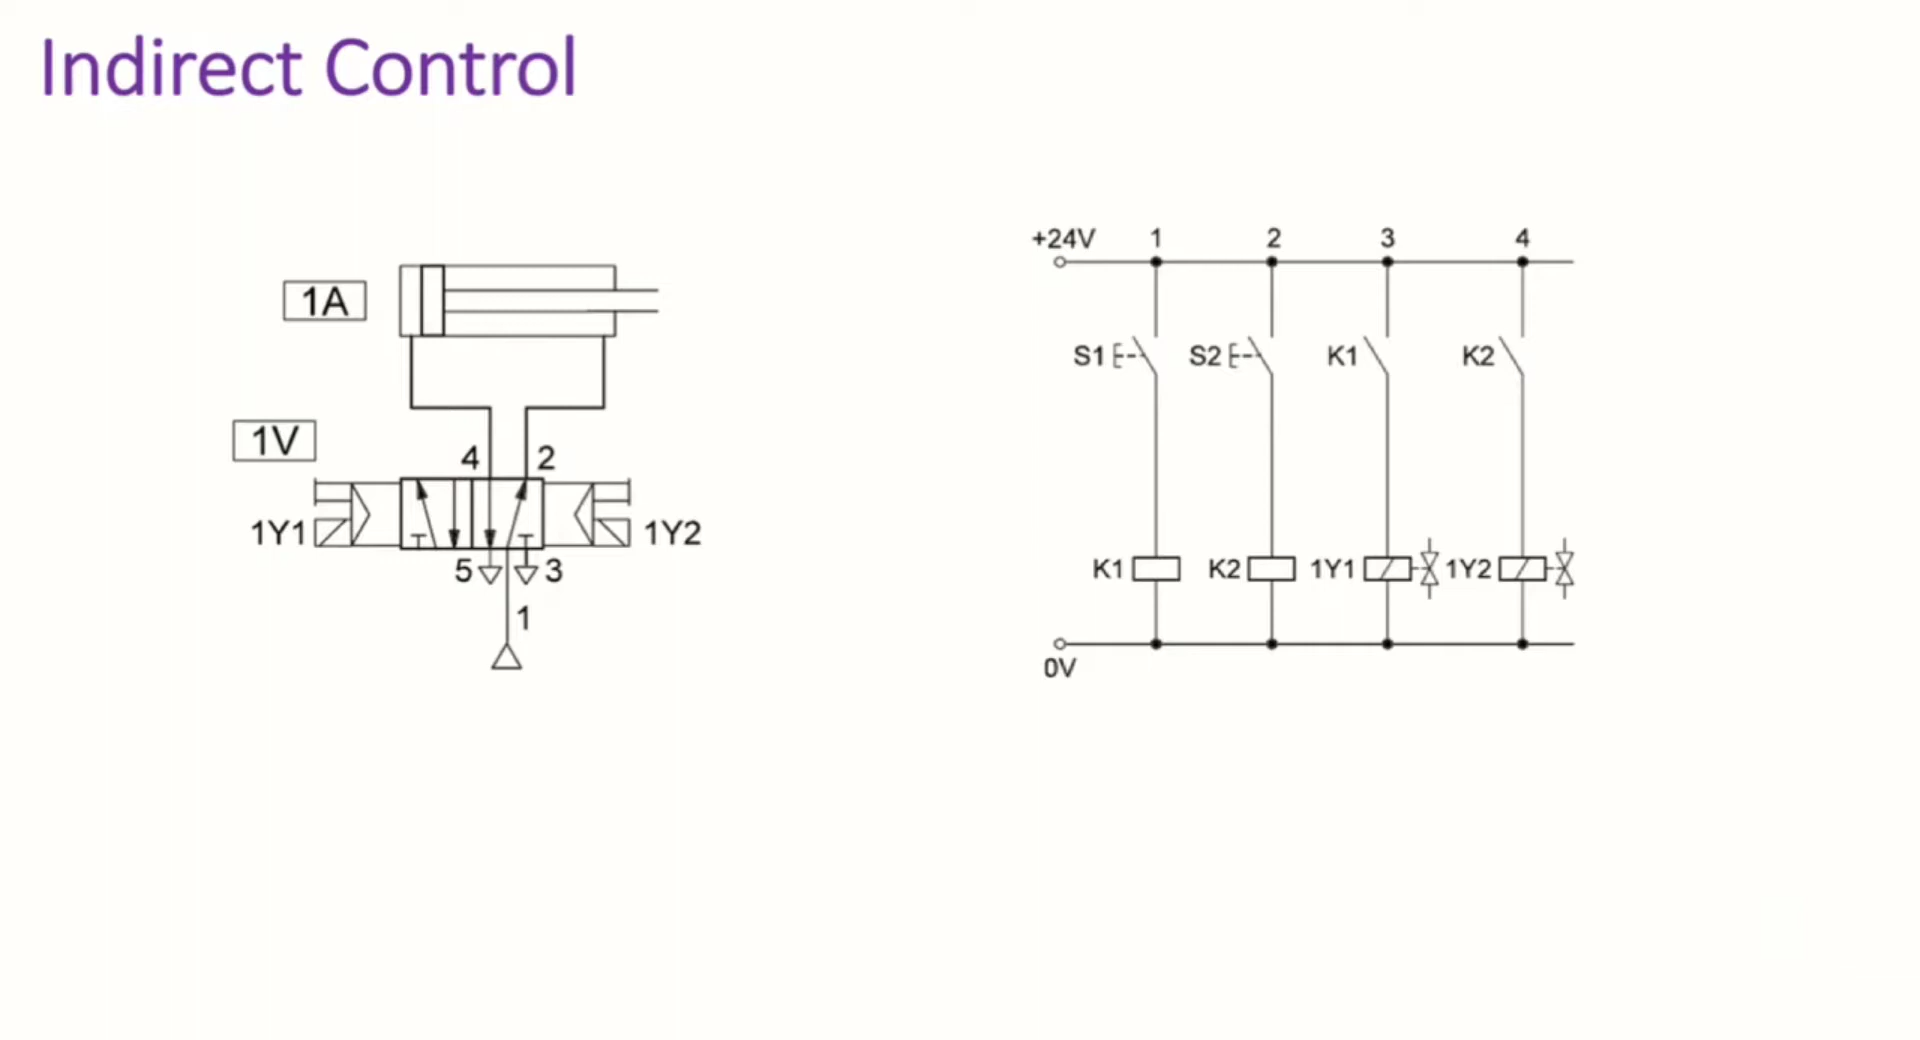 Indirect Control
1A
1V
4 2
1Y1 1Y2
5 3
1
+24V 1 2 3 4
S1 S2 K1 K2
K1 K2 1Y1 1Y2
0V